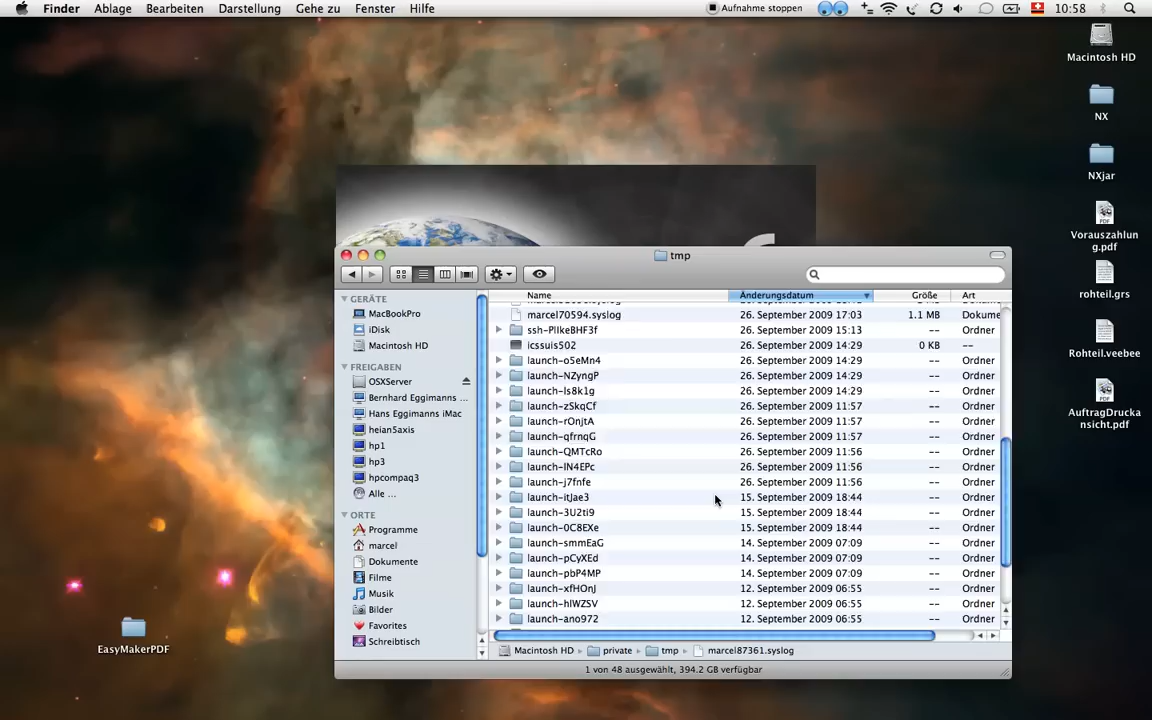 Finder Ablage Bearbeiten Darstellung Gehe zu Fenster Hilfe Aufnahme stoppen 10:58
Macintosh HD
NX
NXjar
Vorauszahlun
g.pdf
rohteil.grs
Rohteil.veebee
AuftragDrucka
nsicht.pdf
EasyMakerPDF
tmp
Name Änderungsdatum Größe Art
GERÄTE
MacBookPro
iDisk
Macintosh HD
FREIGABEN
OSXServer
Bernhard Eggimanns ...
Hans Eggimanns iMac
heian5axis
hp1
hp3
hpcompaq3
Alle ...
ORTE
Programme
marcel
Dokumente
Filme
Musik
Bilder
Favorites
Schreibtisch
marcel70594.syslog 26. September 2009 17:03 1.1 MB Dokume
ssh-PIIkeBHF3f 26. September 2009 15:13 -- Ordner
icssuis502 26. September 2009 14:29 0 KB --
launch-o5eMn4 26. September 2009 14:29 -- Ordner
launch-NZyngP 26. September 2009 14:29 -- Ordner
launch-ls8k1g 26. September 2009 14:29 -- Ordner
launch-zSkqCf 26. September 2009 11:57 -- Ordner
launch-rOnjtA 26. September 2009 11:57 -- Ordner
launch-qfrnqG 26. September 2009 11:57 -- Ordner
launch-QMTcRo 26. September 2009 11:56 -- Ordner
launch-lN4EPc 26. September 2009 11:56 -- Ordner
launch-j7fnfe 26. September 2009 11:56 -- Ordner
launch-itJae3 15. September 2009 18:44 -- Ordner
launch-3U2ti9 15. September 2009 18:44 -- Ordner
launch-0C8EXe 15. September 2009 18:44 -- Ordner
launch-smmEaG 14. September 2009 07:09 -- Ordner
launch-pCyXEd 14. September 2009 07:09 -- Ordner
launch-pbP4MP 14. September 2009 07:09 -- Ordner
launch-xfHOnJ 12. September 2009 06:55 -- Ordner
launch-hlWZSV 12. September 2009 06:55 -- Ordner
launch-ano972 12. September 2009 06:55 -- Ordner
Macintosh HD private tmp marcel87361.syslog
1 von 48 ausgewählt, 394.2 GB verfügbar